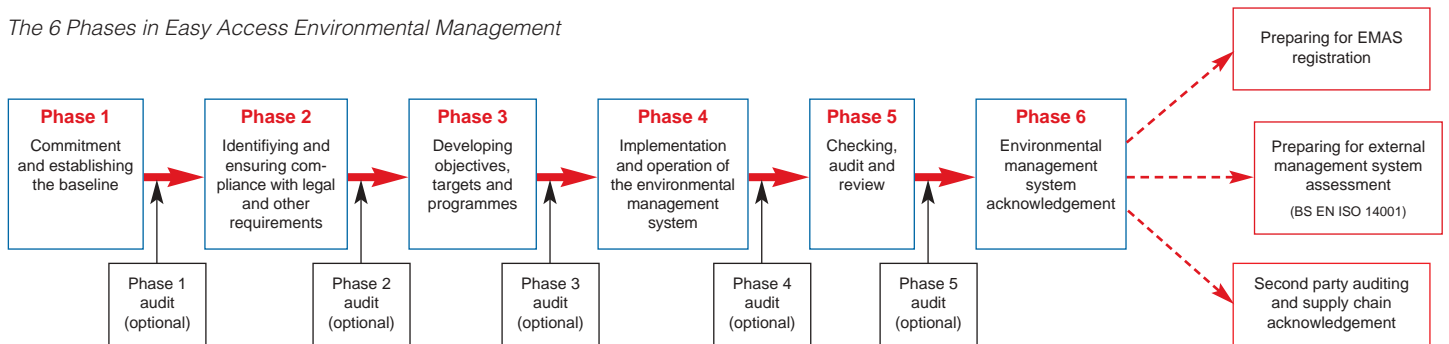 The 6 Phases in Easy Access Environmental Management
Phase 1
Commitment
and establishing
the baseline
Phase 2
Identifiying and
ensuring com-
pliance with legal
and other
requirements
Phase 3
Developing
objectives,
targets and
programmes
Phase 4
Implementation
and operation of
the environmental
management
system
Phase 5
Checking,
audit and
review
Phase 6
Environmental
management
system
acknowledgement
Phase 1
audit
(optional)
Phase 2
audit
(optional)
Phase 3
audit
(optional)
Phase 4
audit
(optional)
Phase 5
audit
(optional)
Preparing for EMAS
registration
Preparing for external
management system
assessment
(BS EN ISO 14001)
Second party auditing
and supply chain
acknowledgement